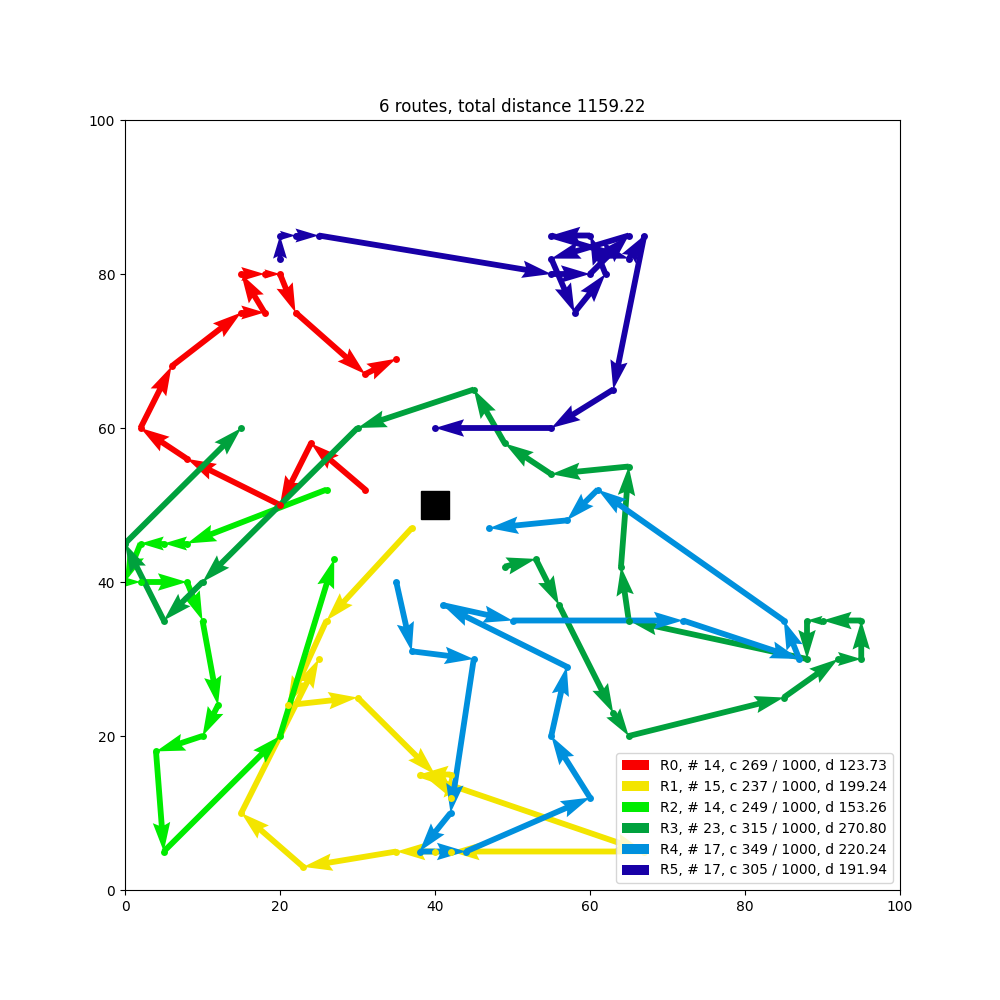 6 routes, total distance 1159.22
100
80
60
40
20
0
0 20 40 60 80 100
R0, # 14, c 269 / 1000, d 123.73
R1, # 15, c 237 / 1000, d 199.24
R2, # 14, c 249 / 1000, d 153.26
R3, # 23, c 315 / 1000, d 270.80
R4, # 17, c 349 / 1000, d 220.24
R5, # 17, c 305 / 1000, d 191.94